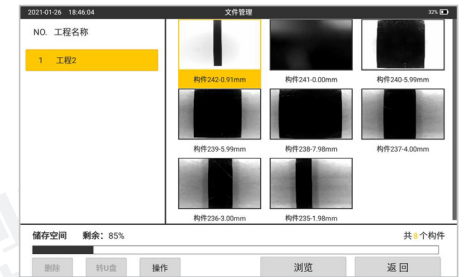 2021-01-26 18:46:04 文件管理 32%
NO. 工程名称
1 工程2
构件242-0.91mm 构件241-0.00mm 构件240-5.99mm
构件239-5.99mm 构件238-7.98mm 构件237-4.00mm
构件236-3.00mm 构件235-1.98mm
储存空间 剩余：85% 共8个构件
删除 转U盘 操作 浏览 返回